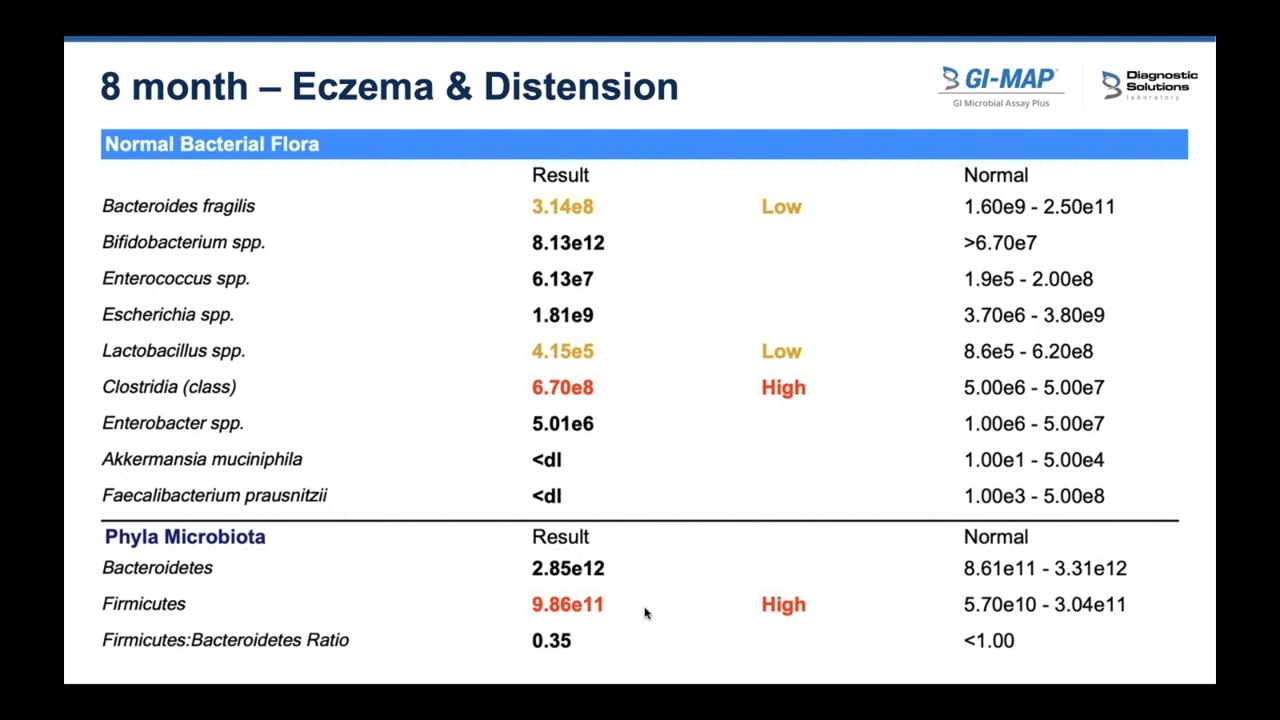 8 month – Eczema & Distension
GI-MAP®
GI Microbial Assay Plus
Diagnostic
Solutions
laboratory
Normal Bacterial Flora
Result Normal
Bacteroides fragilis 3.14e8 Low 1.60e9 - 2.50e11
Bifidobacterium spp. 8.13e12 >6.70e7
Enterococcus spp. 6.13e7 1.9e5 - 2.00e8
Escherichia spp. 1.81e9 3.70e6 - 3.80e9
Lactobacillus spp. 4.15e5 Low 8.6e5 - 6.20e8
Clostridia (class) 6.70e8 High 5.00e6 - 5.00e7
Enterobacter spp. 5.01e6 1.00e6 - 5.00e7
Akkermansia muciniphila <dl 1.00e1 - 5.00e4
Faecalibacterium prausnitzii <dl 1.00e3 - 5.00e8
Phyla Microbiota Result Normal
Bacteroidetes 2.85e12 8.61e11 - 3.31e12
Firmicutes 9.86e11 High 5.70e10 - 3.04e11
Firmicutes:Bacteroidetes Ratio 0.35 <1.00